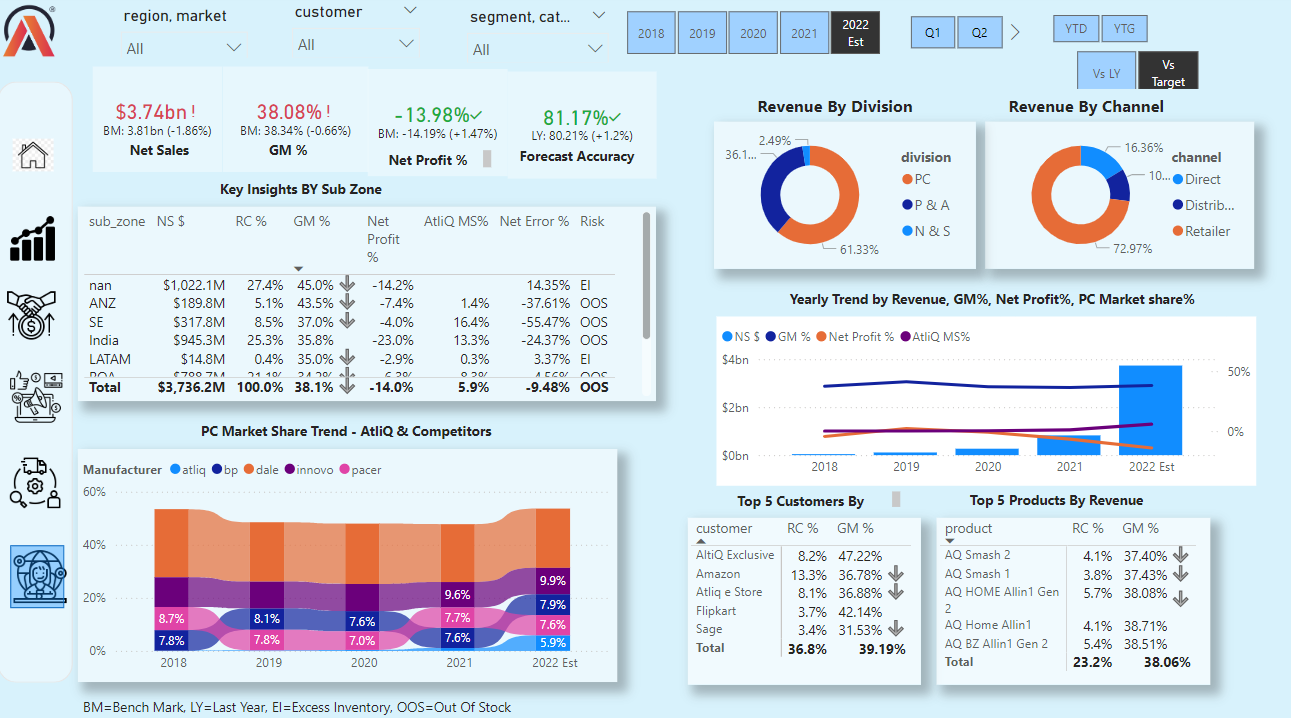 region, market
customer
segment, cat...
All
All
All
2018
2019
2020
2021
2022 Est
Q1
Q2
YTD
YTG
Vs LY
Vs Target
$3.74bn !
BM: 3.81bn (-1.86%)
Net Sales
38.08% !
BM: 38.34% (-0.66%)
GM %
-13.98%
BM: -14.19% (+1.47%)
Net Profit %
81.17%
LY: 80.21% (+1.2%)
Forecast Accuracy
Revenue By Division
2.49%
36.1...
61.33%
division
PC
P & A
N & S
Revenue By Channel
16.36%
10...
72.97%
channel
Direct
Distrib...
Retailer
Key Insights BY Sub Zone
sub_zone NS $ RC % GM % Net Profit % AtliQ MS% Net Error % Risk
nan $1,022.1M 27.4% 45.0% -14.2% 14.35% EI
ANZ $189.8M 5.1% 43.5% -7.4% 1.4% -37.61% OOS
SE $317.8M 8.5% 37.0% -4.0% 16.4% -55.47% OOS
India $945.3M 25.3% 35.8% -23.0% 13.3% -24.37% OOS
LATAM $14.8M 0.4% 35.0% -2.9% 0.3% 3.37% EI
Total $3,736.2M 100.0% 38.1% -14.0% 5.9% -9.48% OOS
Yearly Trend by Revenue, GM%, Net Profit%, PC Market share%
NS $ GM % Net Profit % AtliQ MS%
$4bn
$2bn
$0bn
50%
0%
2018 2019 2020 2021 2022 Est
PC Market Share Trend - AtliQ & Competitors
Manufacturer atliq bp dale innovo pacer
60%
40%
20%
0%
8.7%
7.8%
8.1%
7.8%
7.6%
7.0%
9.6%
7.7%
7.6%
9.9%
7.9%
7.6%
5.9%
2018 2019 2020 2021 2022 Est
Top 5 Customers By
customer RC % GM %
AltiQ Exclusive 8.2% 47.22%
Amazon 13.3% 36.78%
Atliq e Store 8.1% 36.88%
Flipkart 3.7% 42.14%
Sage 3.4% 31.53%
Total 36.8% 39.19%
Top 5 Products By Revenue
product RC % GM %
AQ Smash 2 4.1% 37.40%
AQ Smash 1 3.8% 37.43%
AQ HOME Allin1 Gen 2 5.7% 38.08%
AQ Home Allin1 4.1% 38.71%
AQ BZ Allin1 Gen 2 5.4% 38.51%
Total 23.2% 38.06%
BM=Bench Mark, LY=Last Year, EI=Excess Inventory, OOS=Out Of Stock